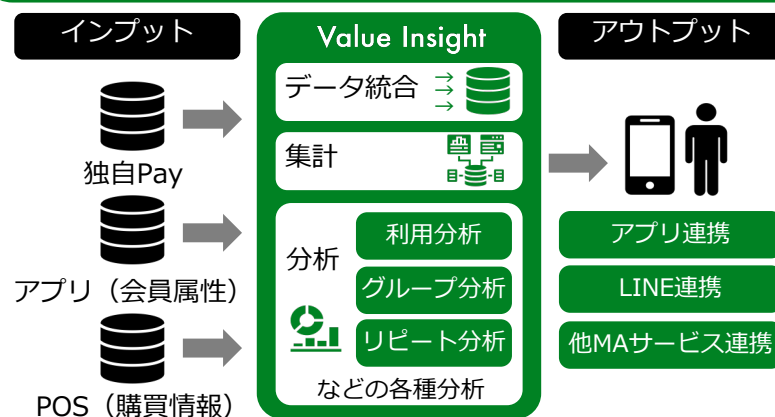 インプット
独自Pay
アプリ（会員属性）
POS（購買情報）
Value Insight
データ統合
集計
分析
利用分析
グループ分析
リピート分析
などの各種分析
アウトプット
アプリ連携
LINE連携
他MAサービス連携